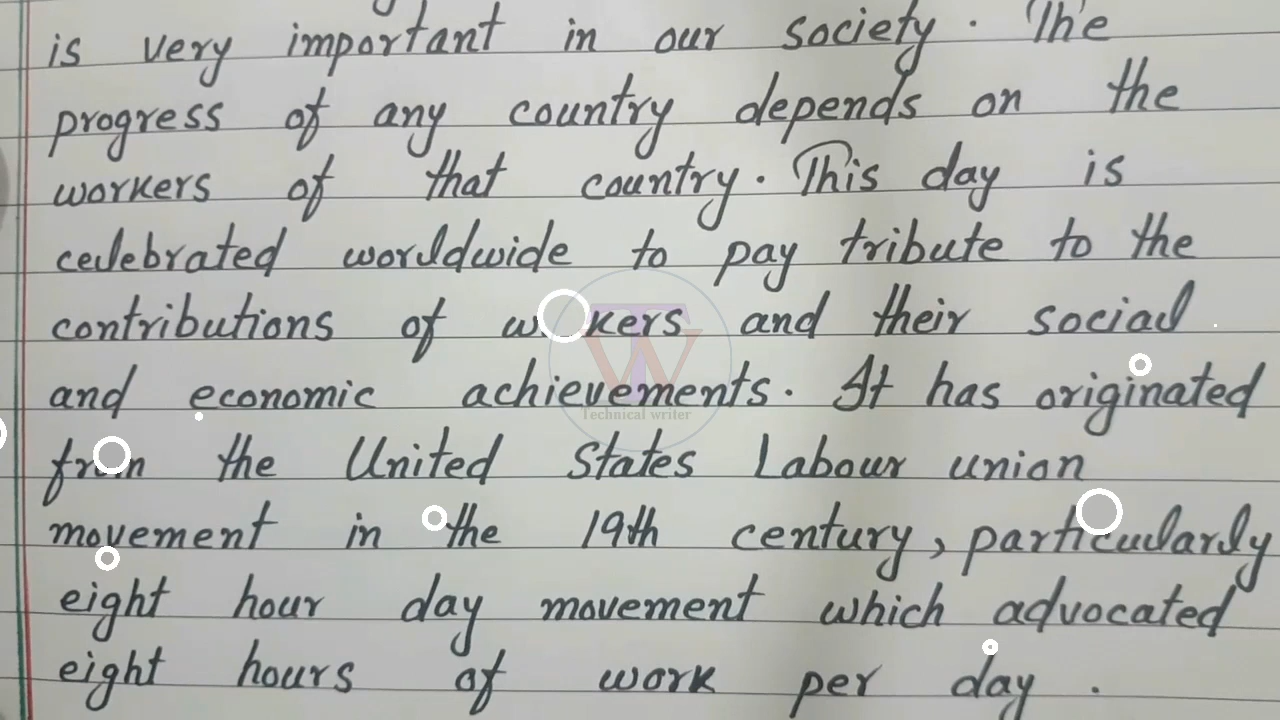 is very important in our society. The
progress of any country depends on the
workers of that country. This day is
celebrated worldwide to pay tribute to the
contributions of workers and their social
and economic achievements. It has originated
Technical writer
from the United States Labour union
movement in the 19th century, particularly
eight hour day movement which advocated
eight hours of work per day.